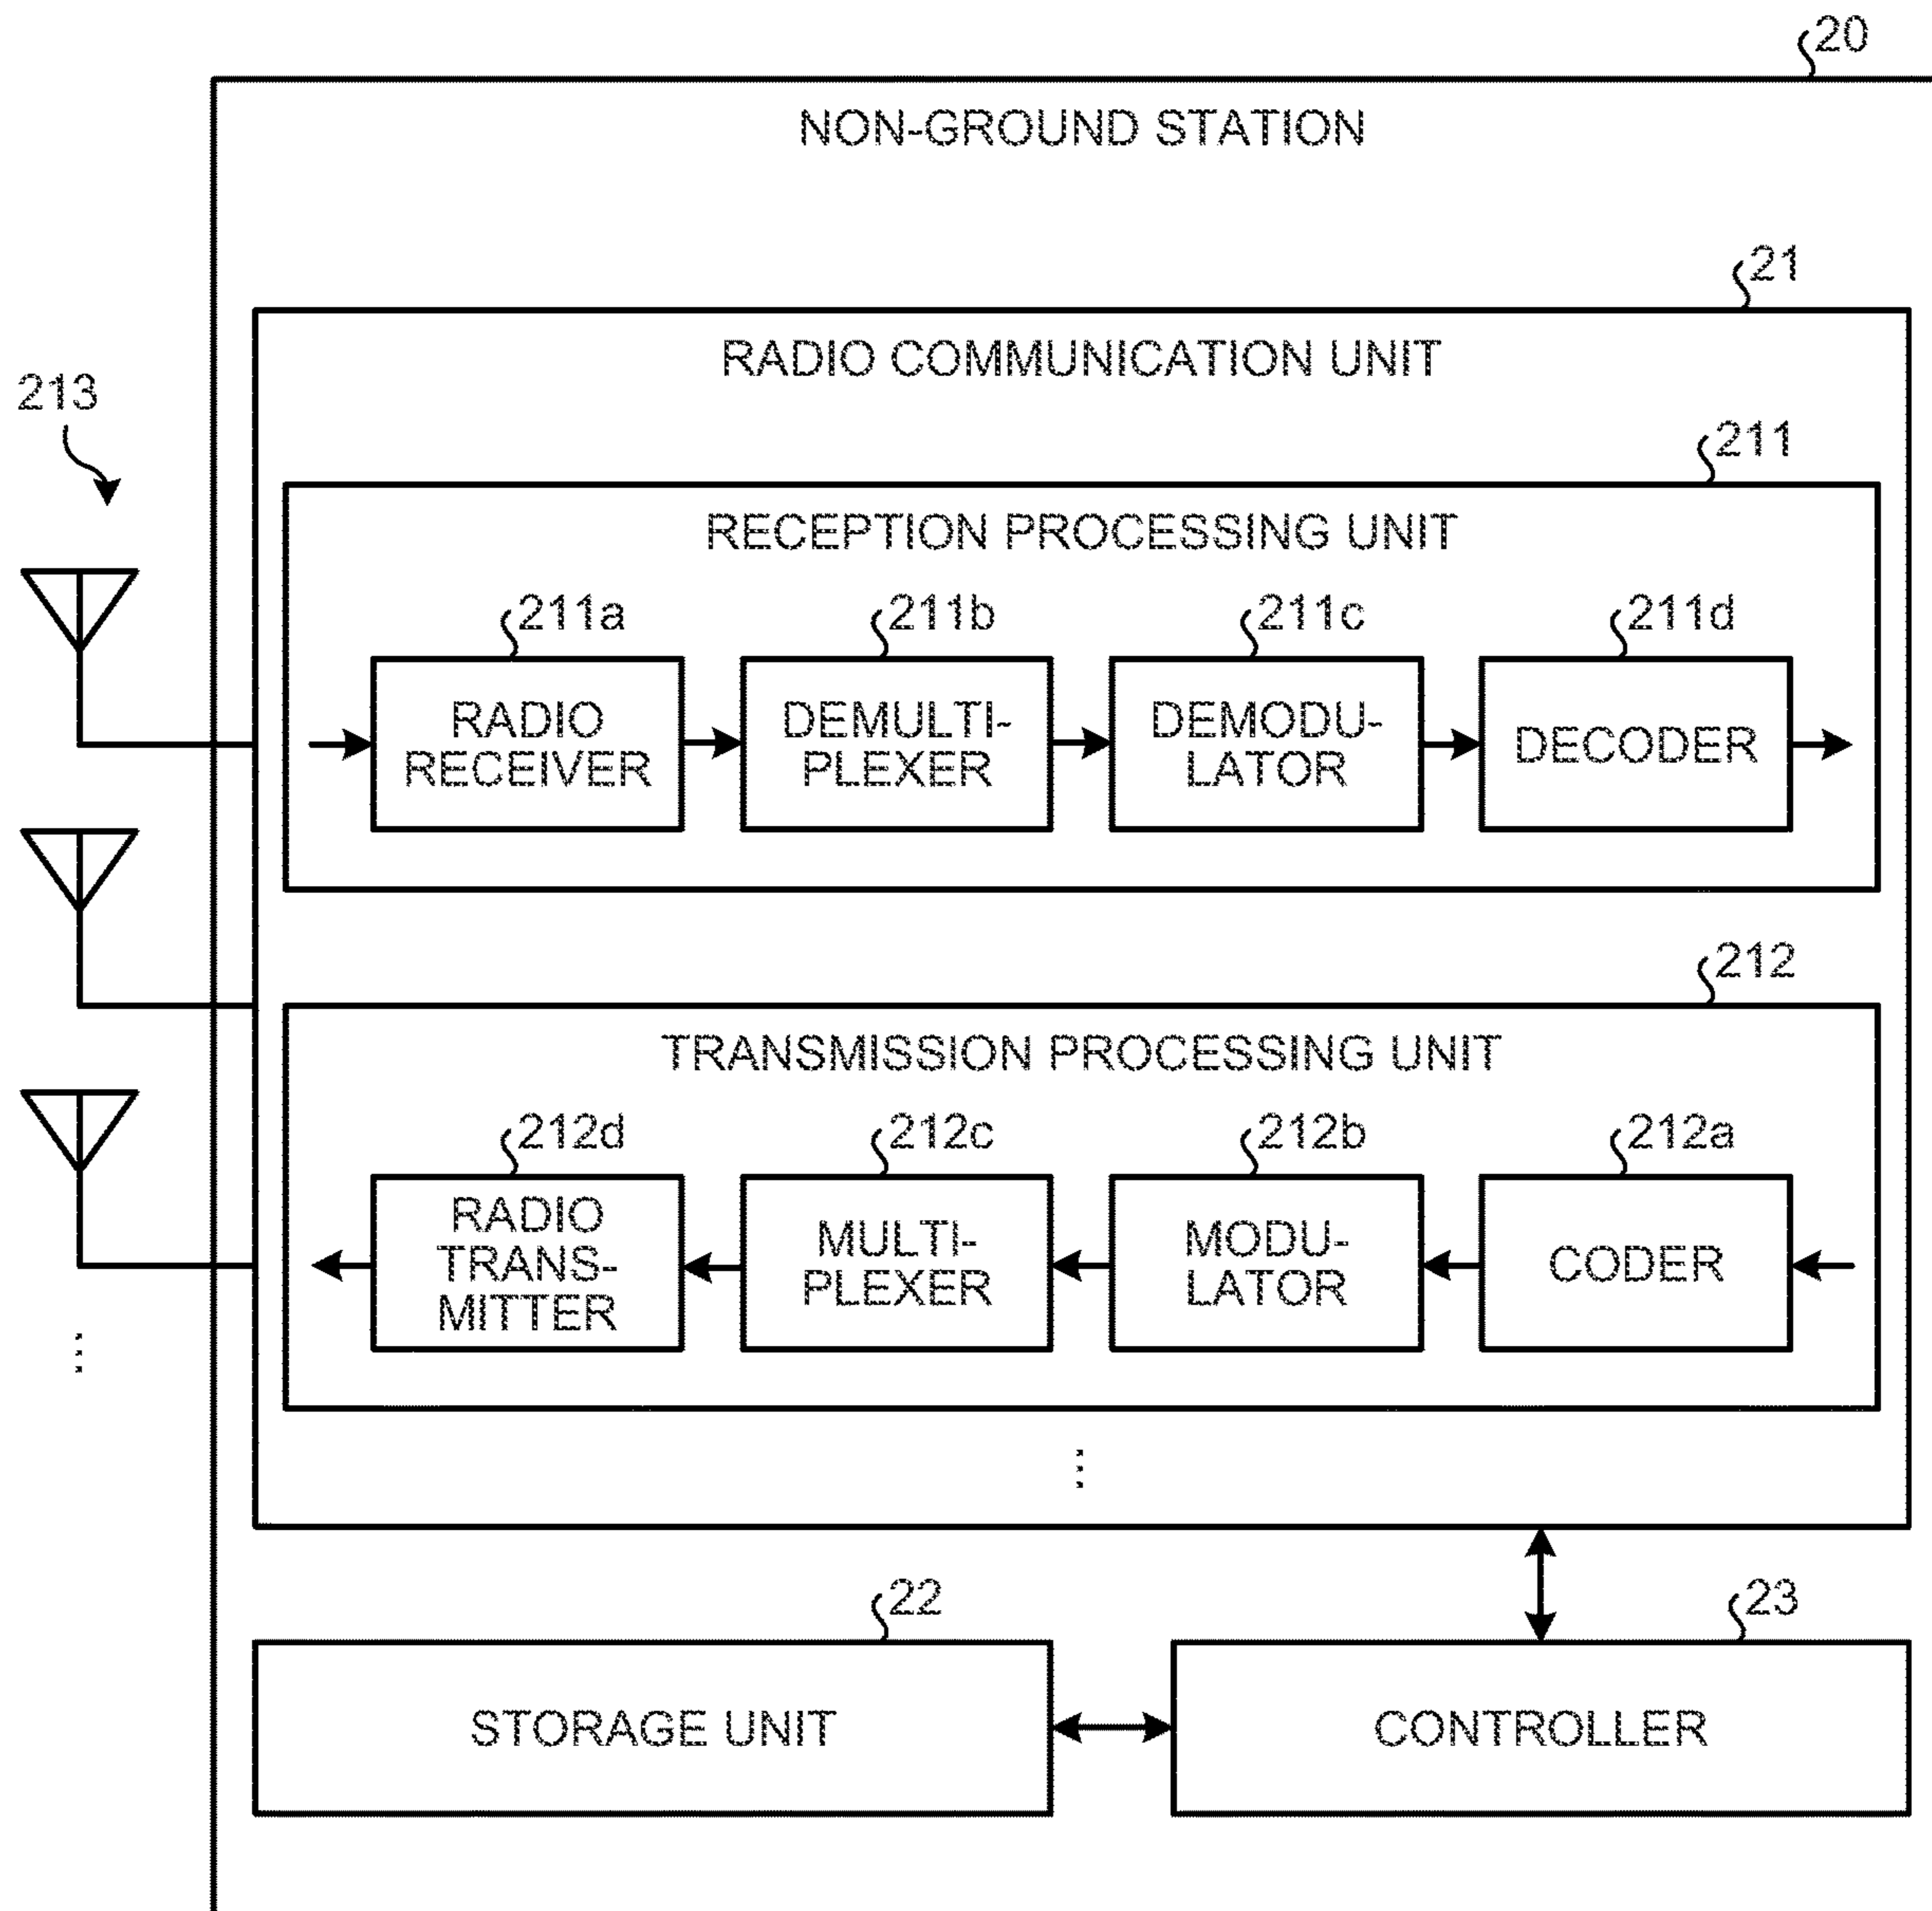 20
NON-GROUND STATION
21
RADIO COMMUNICATION UNIT
213
211
RECEPTION PROCESSING UNIT
211a
211b
211c
211d
RADIO
RECEIVER
DEMULTI-
PLEXER
DEMODU-
LATOR
DECODER
212
TRANSMISSION PROCESSING UNIT
212d
212c
212b
212a
RADIO
TRANS-
MITTER
MULTI-
PLEXER
MODU-
LATOR
CODER
22
23
STORAGE UNIT
CONTROLLER